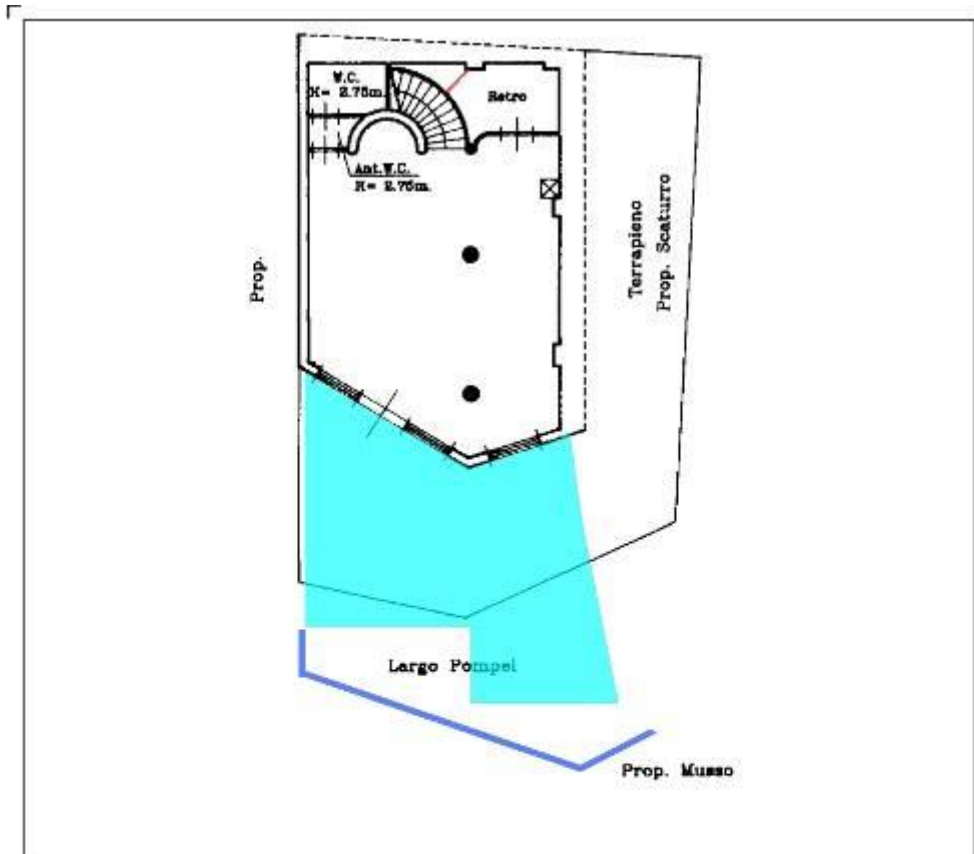 W.C.
H= 2.75m.
Retro
Ant.W.C.
H= 2.75m.
Prop.
Terrapieno
Prop. Scaturro
Largo Pompei
Prop. Musso